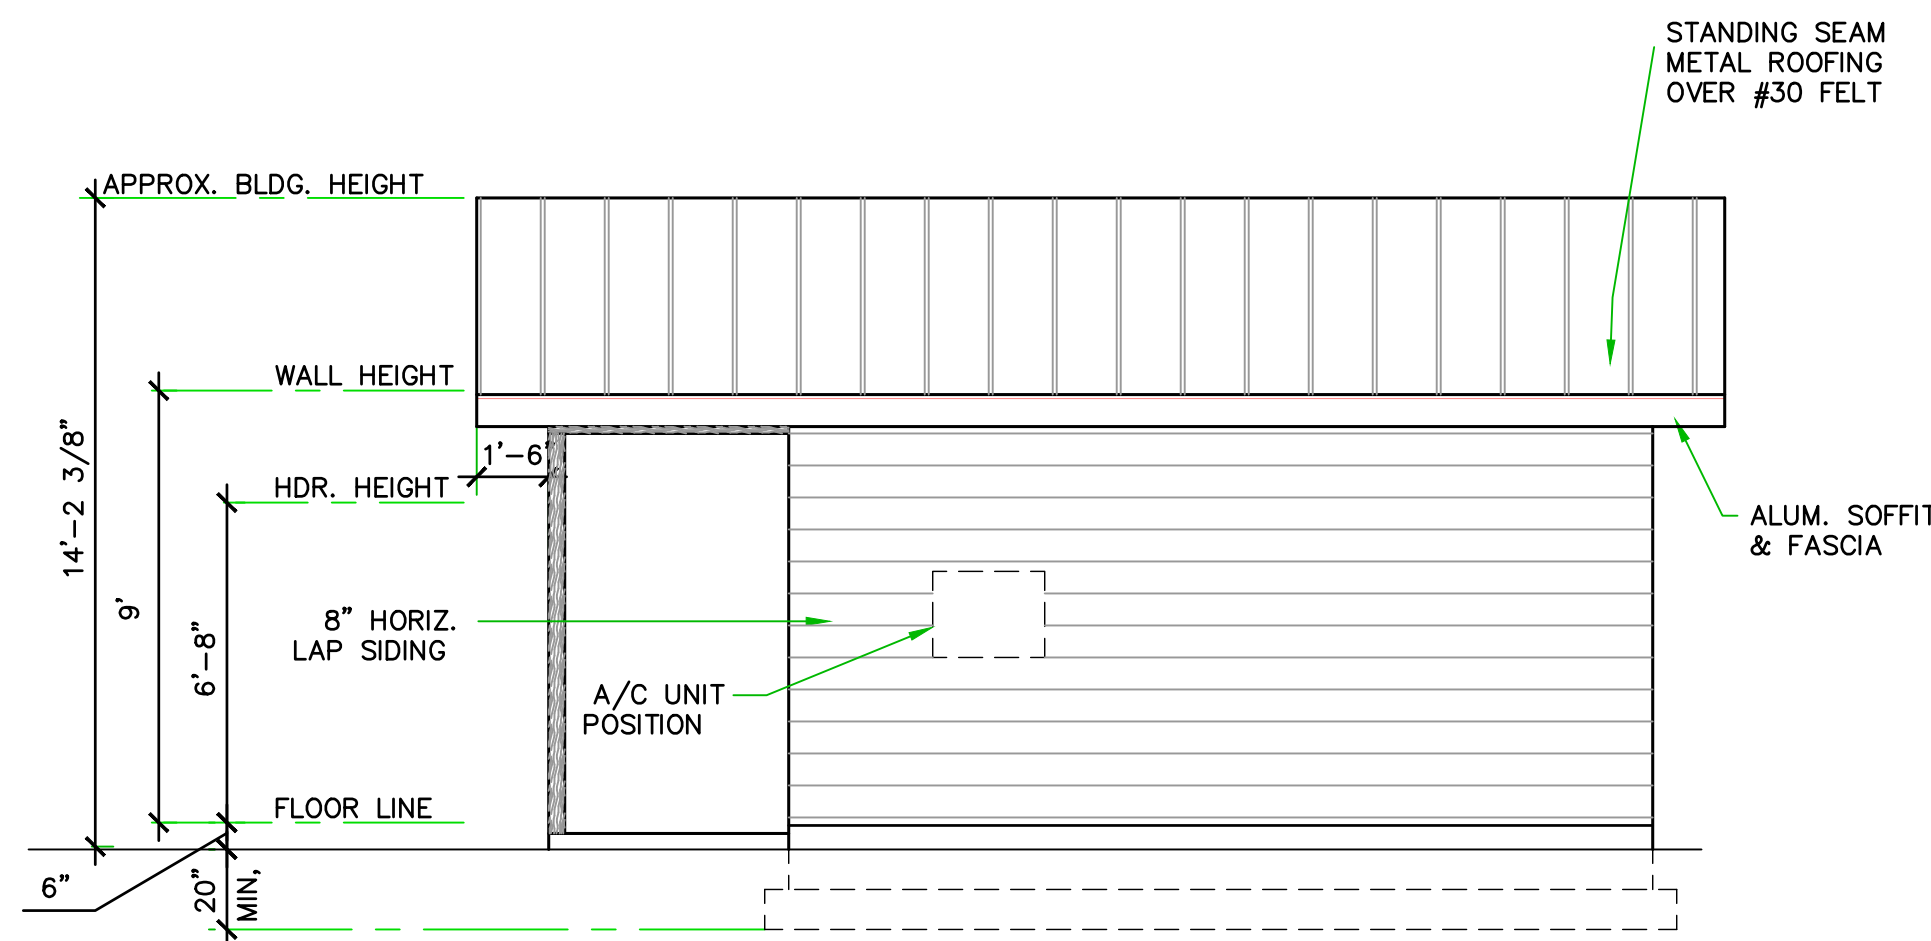 STANDING SEAM
METAL ROOFING
OVER #30 FELT
APPROX. BLDG. HEIGHT
WALL HEIGHT
14'-2 3/8"
1'-6"
HDR. HEIGHT
ALUM. SOFFIT
& FASCIA
9'
8" HORIZ.
LAP SIDING
6'-8"
A/C UNIT
POSITION
FLOOR LINE
6"
20"
MIN,